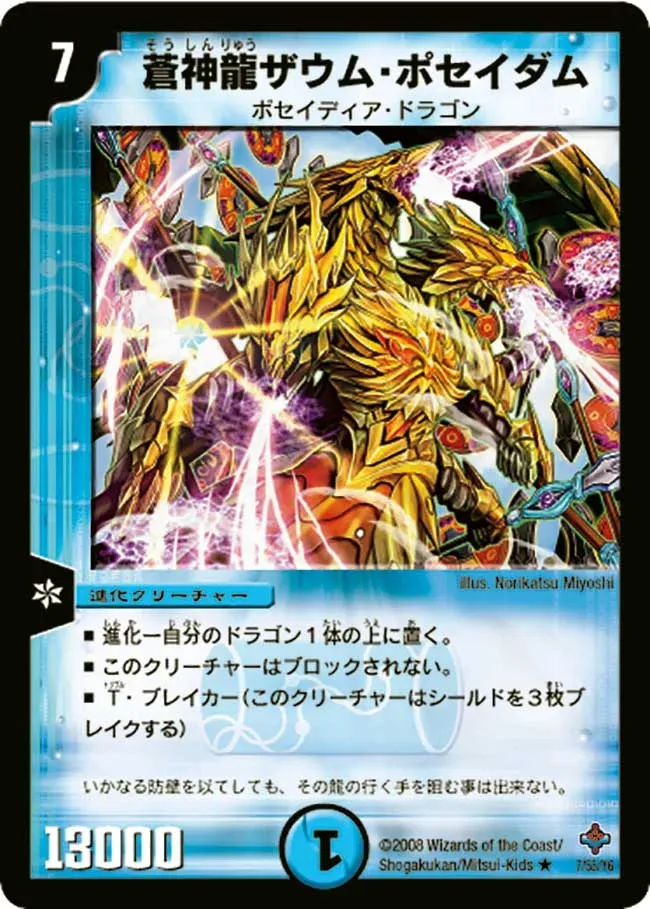 7
そうしんりゅう
蒼神龍ザウム・ポセイダム
ポセイディア・ドラゴン
illus. Norikatsu Miyoshi
進化クリーチャー
■ 進化ー自分のドラゴン1体の上に置く。
■ このクリーチャーはブロックされない。
■ T・ブレイカー(このクリーチャーはシールドを3枚ブ
レイクする)
いかなる防壁を以てしても、その龍の行く手を阻む事は出来ない。
13000
1
©2008 Wizards of the Coast/
Shogakukan/Mitsui-Kids ★
7/55/Y6